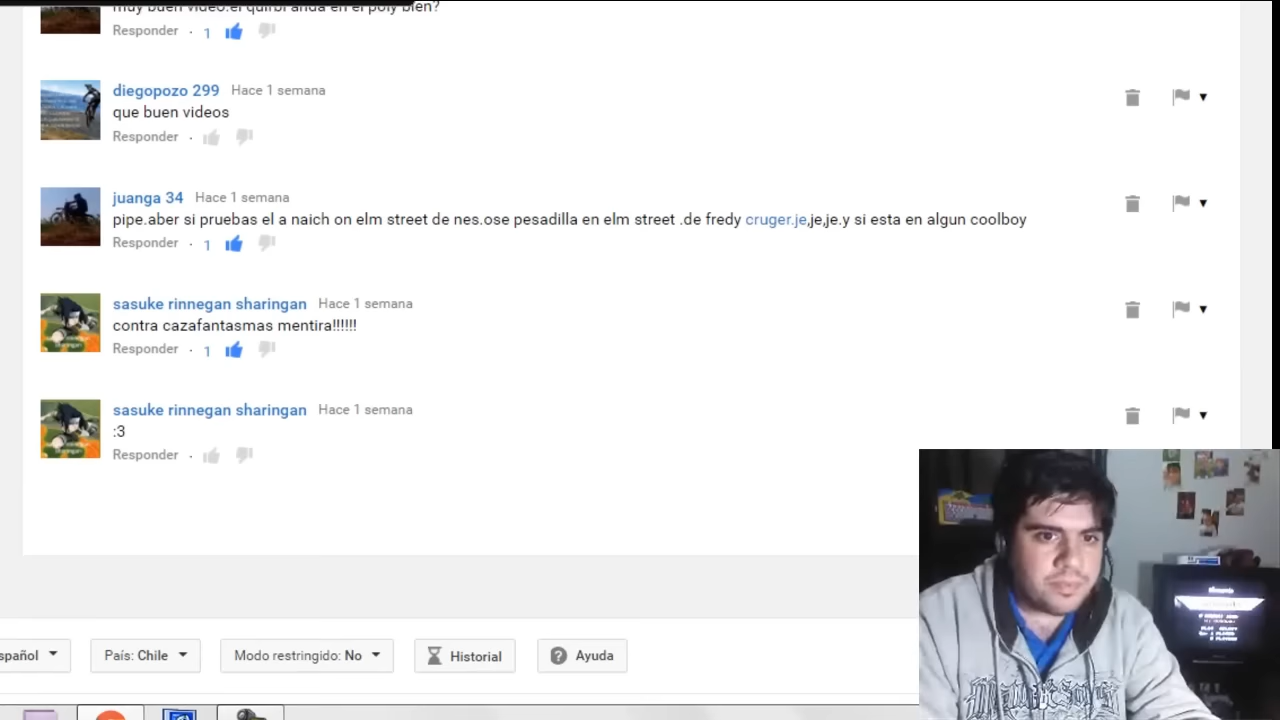 muy buen video.el quirbi anda en el poly bien?
Responder · 1
diegopozo 299 Hace 1 semana
que buen videos
Responder ·
juanga 34 Hace 1 semana
pipe.aber si pruebas el a naich on elm street de nes.ose pesadilla en elm street .de fredy cruger.je,je,je.y si esta en algun coolboy
Responder · 1
sasuke rinnegan sharingan Hace 1 semana
contra cazafantasmas mentira!!!!!!
Responder · 1
sasuke rinnegan sharingan Hace 1 semana
:3
Responder ·
spañol País: Chile Modo restringido: No Historial Ayuda